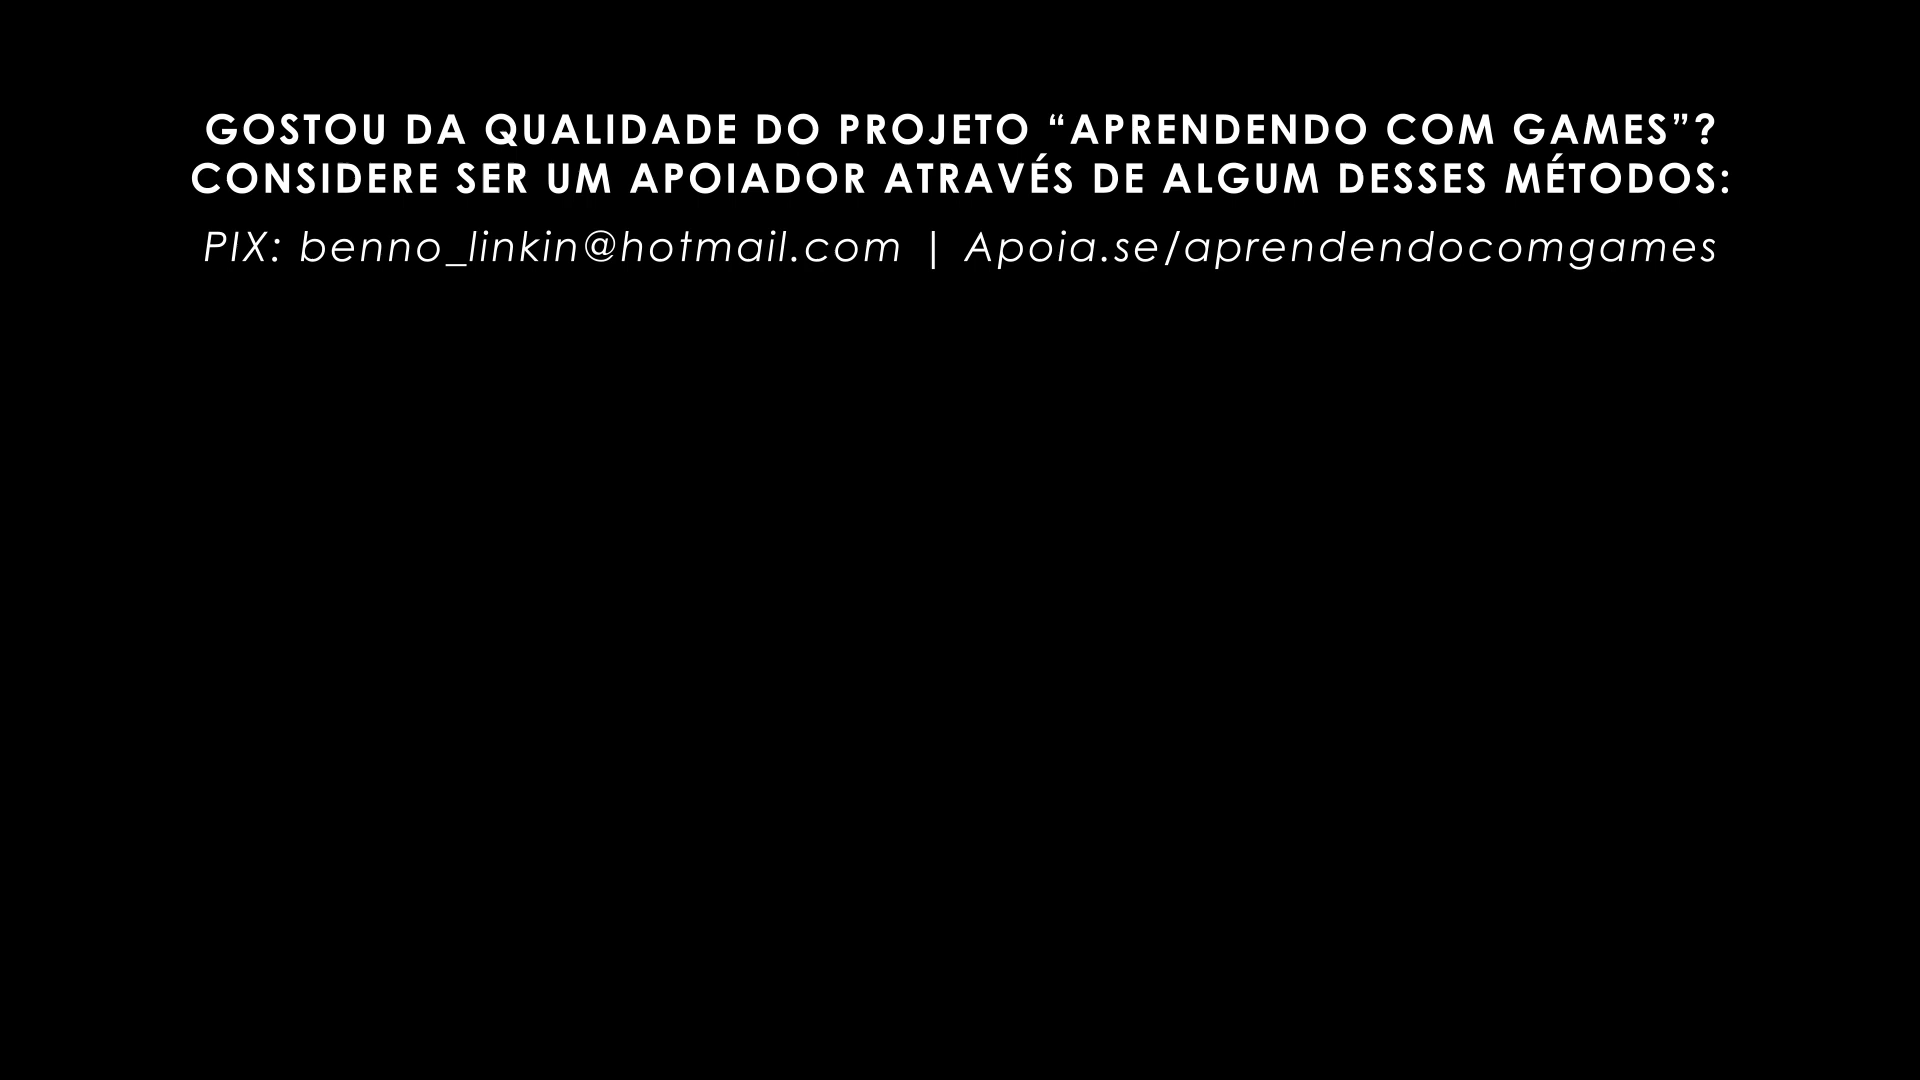 GOSTOU DA QUALIDADE DO PROJETO “APRENDENDO COM GAMES”?
CONSIDERE SER UM APOIADOR ATRAVÉS DE ALGUM DESSES MÉTODOS:
PIX: benno_linkin@hotmail.com | Apoia.se/aprendendocomgames